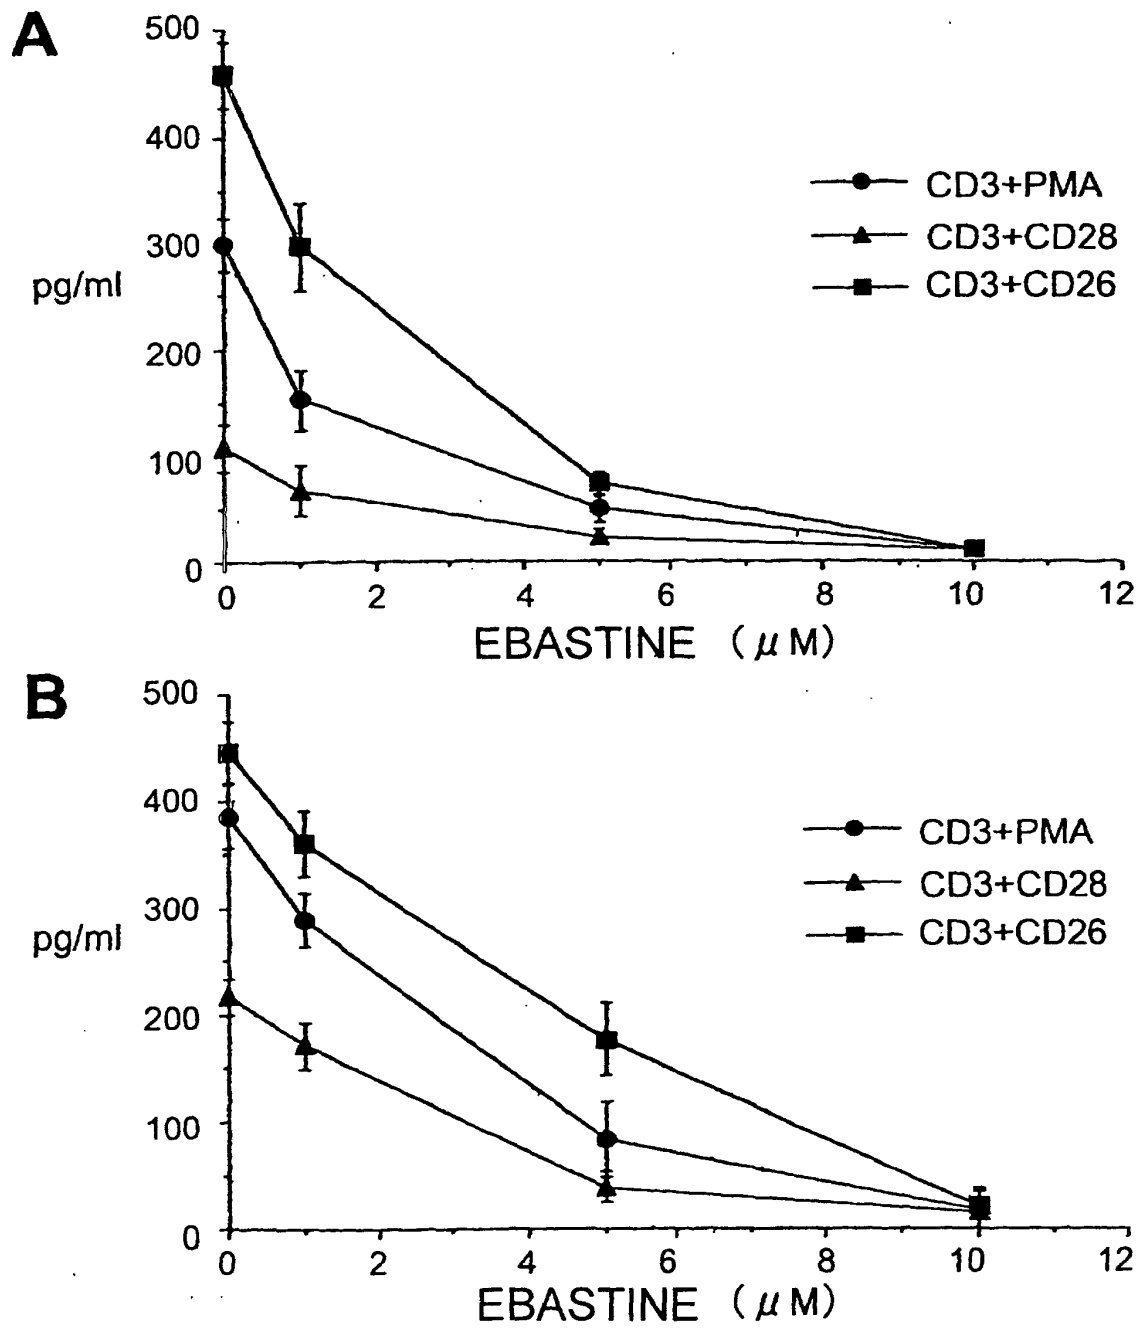 A
500
400
300
200
100
0
pg/ml
CD3+PMA
CD3+CD28
CD3+CD26
0 2 4 6 8 10 12
EBASTINE (μM)
B
500
400
300
200
100
0
pg/ml
CD3+PMA
CD3+CD28
CD3+CD26
0 2 4 6 8 10 12
EBASTINE (μM)